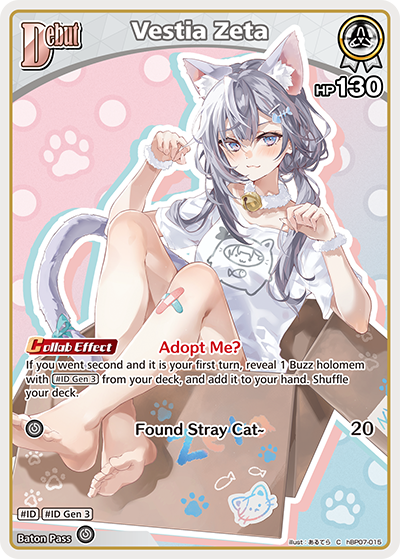 Debut
Vestia Zeta
HP 130
Collab Effect
Adopt Me?
If you went second and it is your first turn, reveal 1 Buzz holomem
with #ID Gen 3 from your deck, and add it to your hand. Shuffle
your deck.
Found Stray Cat~ 20
#ID #ID Gen 3
Baton Pass
illust : あるてら C hBP07-015